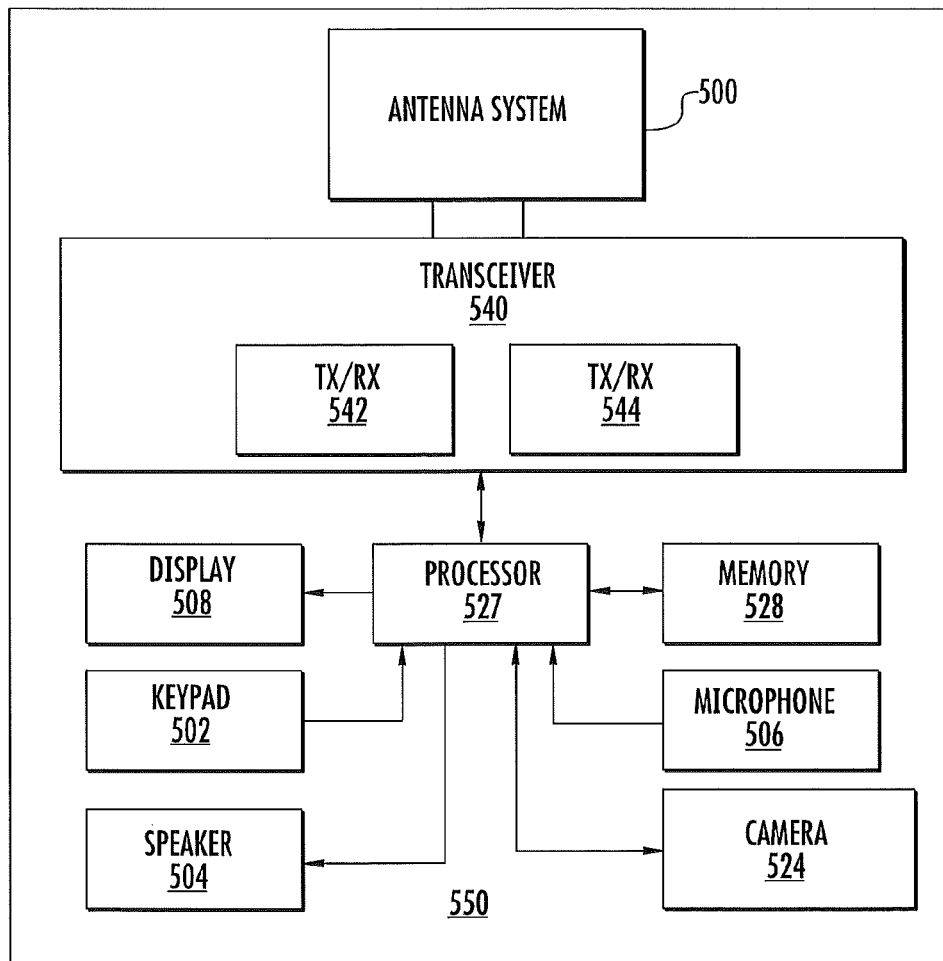 ANTENNA SYSTEM
500
TRANSCEIVER
540
TX/RX
542
TX/RX
544
DISPLAY
508
PROCESSOR
527
MEMORY
528
KEYPAD
502
MICROPHONE
506
SPEAKER
504
CAMERA
524
550